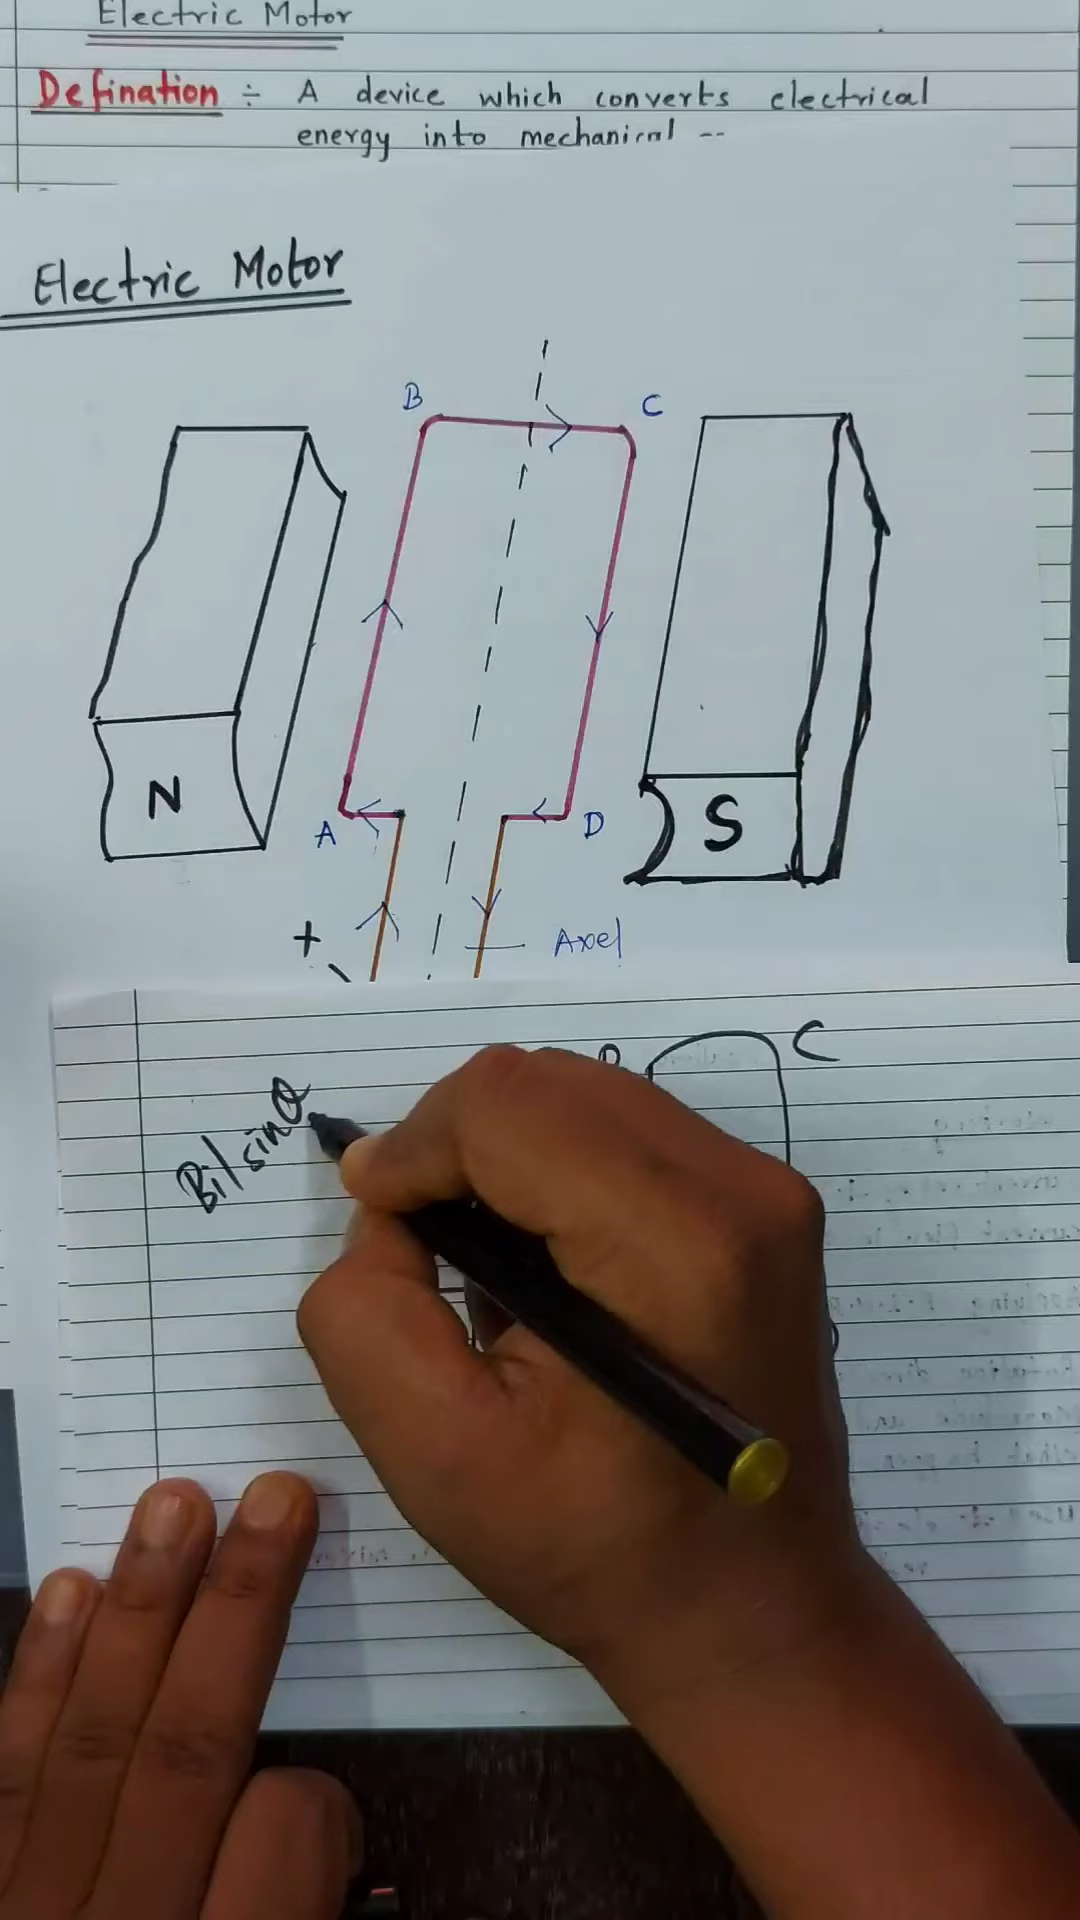 Electric Motor
Defination ÷ A device which converts electrical
energy into mechanical --
Electric Motor
B
C
N
S
A
D
+
Axel
C
Bil sinθ